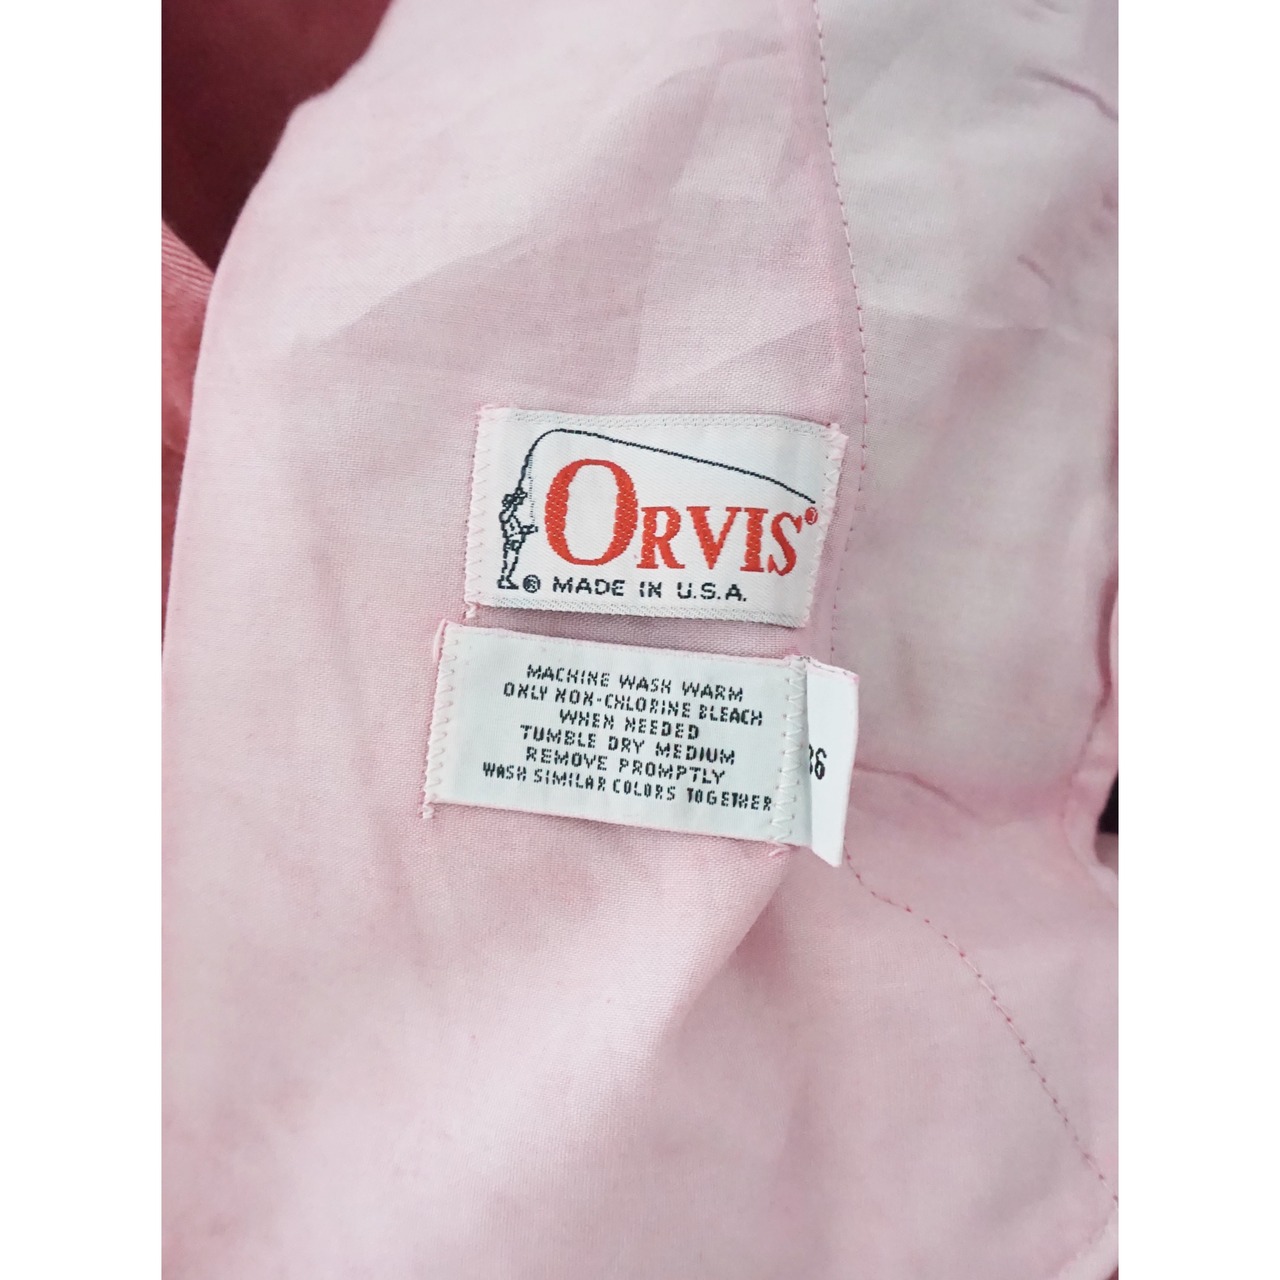 ORVIS®
® MADE IN U.S.A.
MACHINE WASH WARM
ONLY NON-CHLORINE BLEACH
WHEN NEEDED
TUMBLE DRY MEDIUM
REMOVE PROMPTLY
WASH SIMILAR COLORS TOGETHER